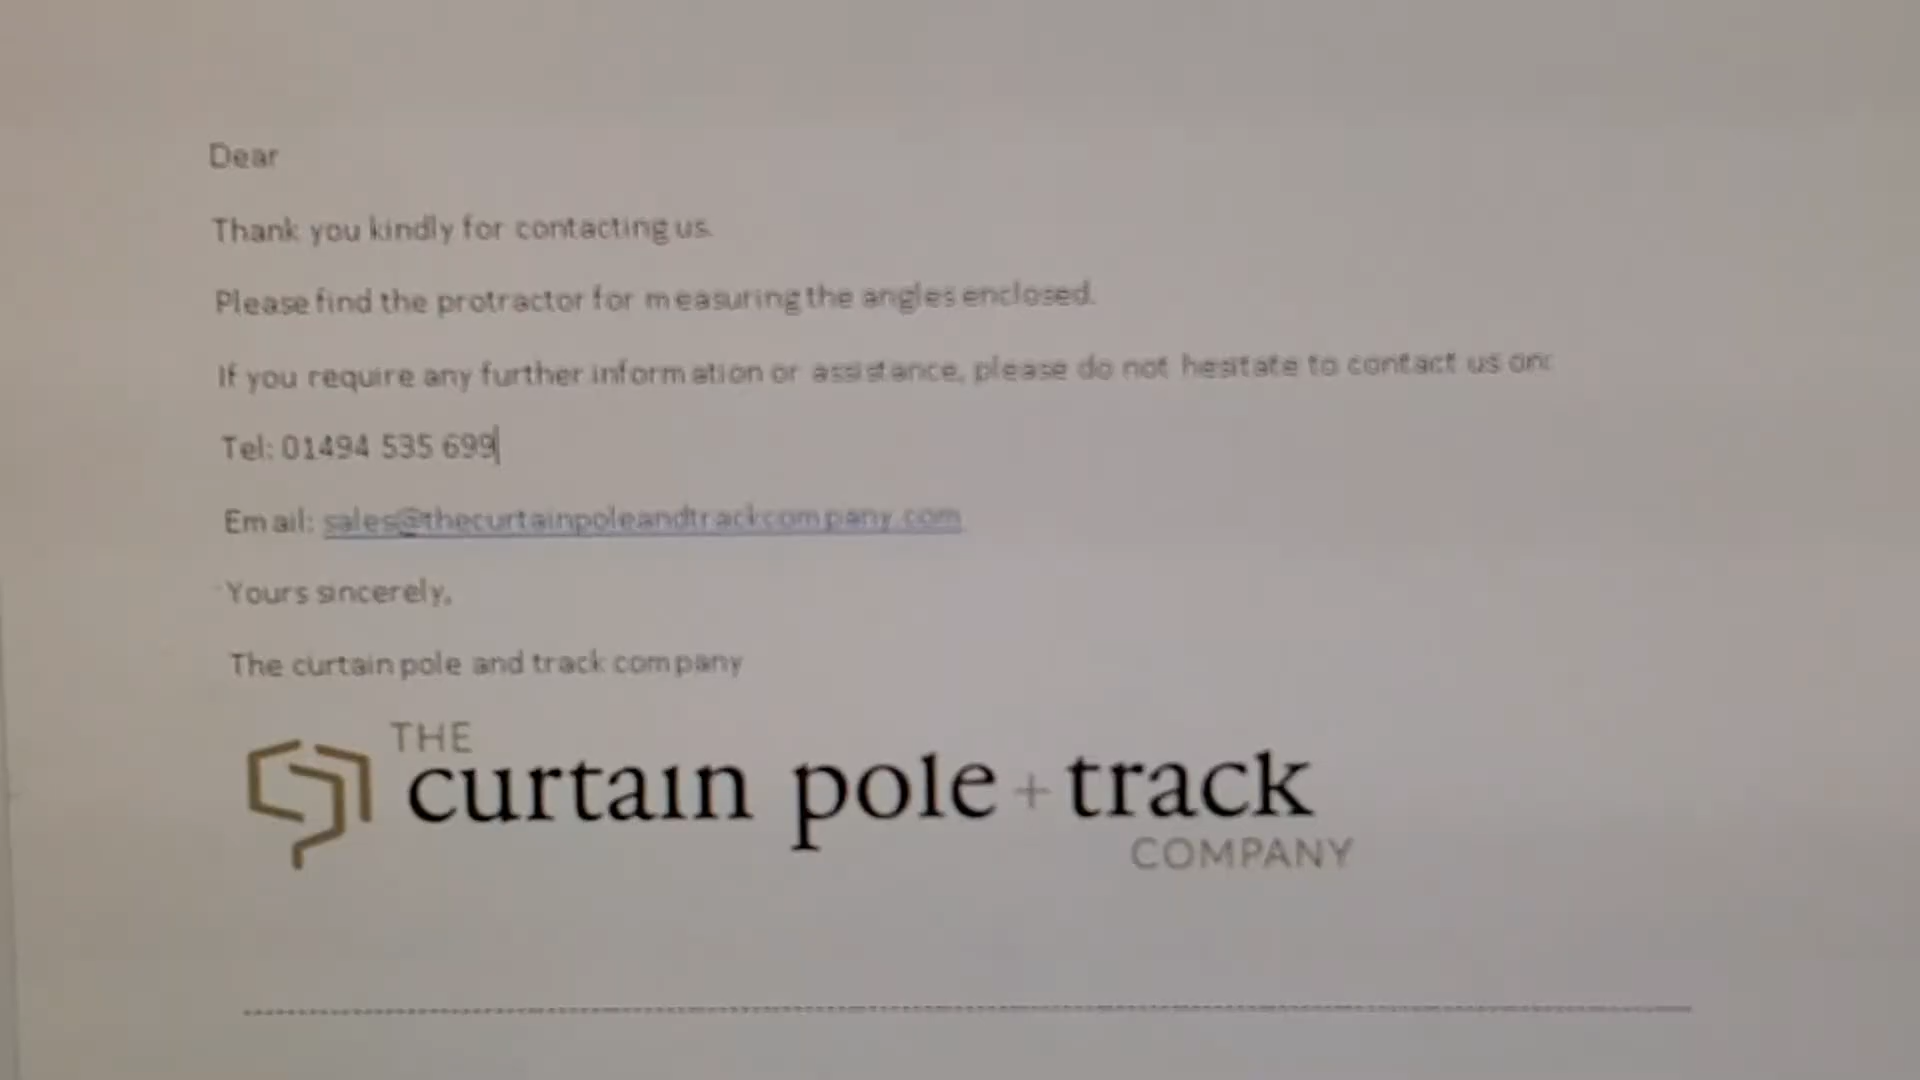 Dear
Thank you kindly for contacting us.
Please find the protractor for measuring the angles enclosed.
If you require any further information or assistance, please do not hesitate to contact us on:
Tel: 01494 535 699
Email: sales@thecurtainpoleandtrackcompany.com
Yours sincerely,
The curtain pole and track company
THE
curtain pole + track
COMPANY